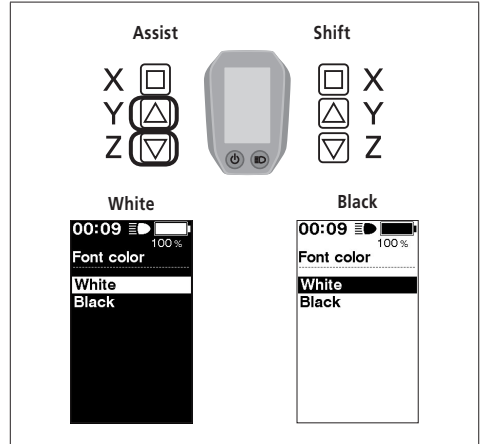 Assist Shift
X X
Y Y
Z Z
White Black
00:09 00:09
100 % 100 %
Font color Font color
White White
Black Black